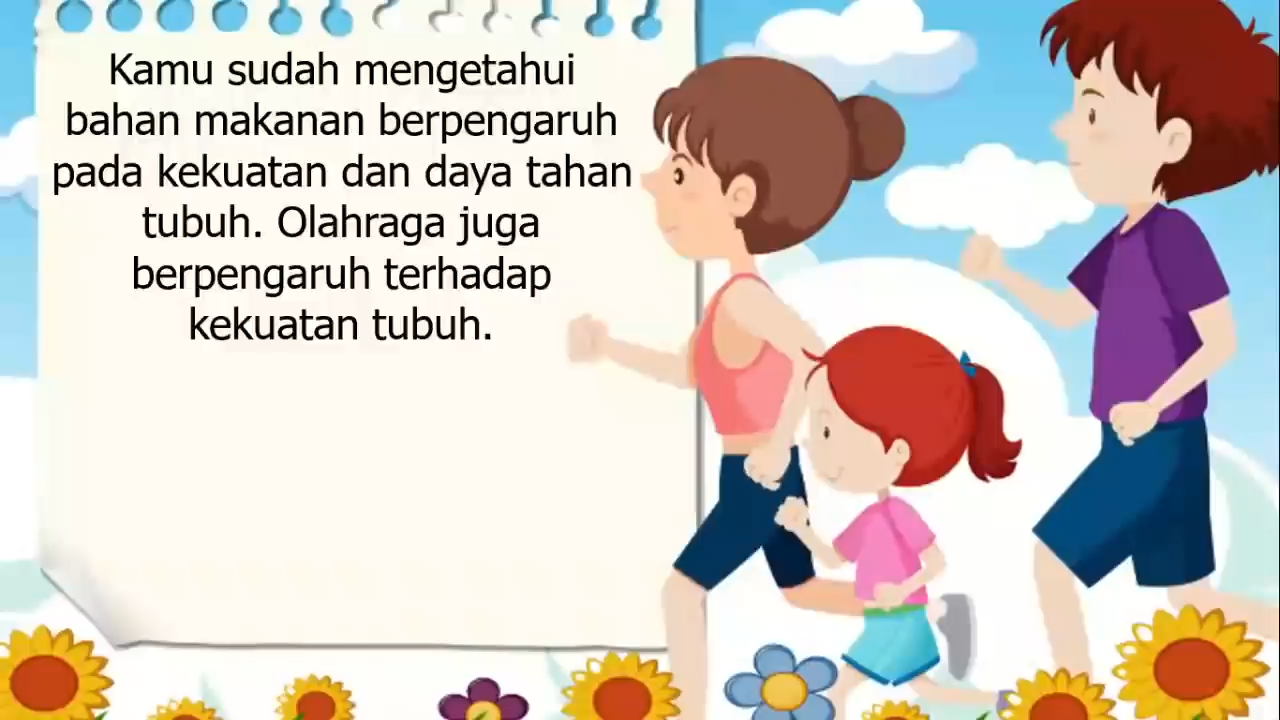 Kamu sudah mengetahui
bahan makanan berpengaruh
pada kekuatan dan daya tahan
tubuh. Olahraga juga
berpengaruh terhadap
kekuatan tubuh.